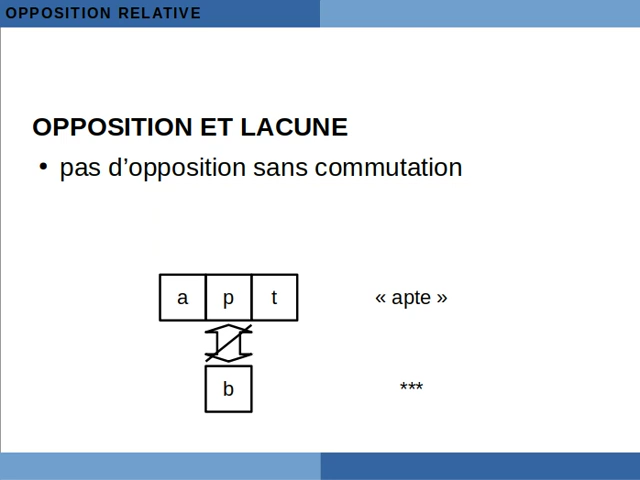 OPPOSITION RELATIVE
OPPOSITION ET LACUNE
• pas d’opposition sans commutation
a p t « apte »
b ***